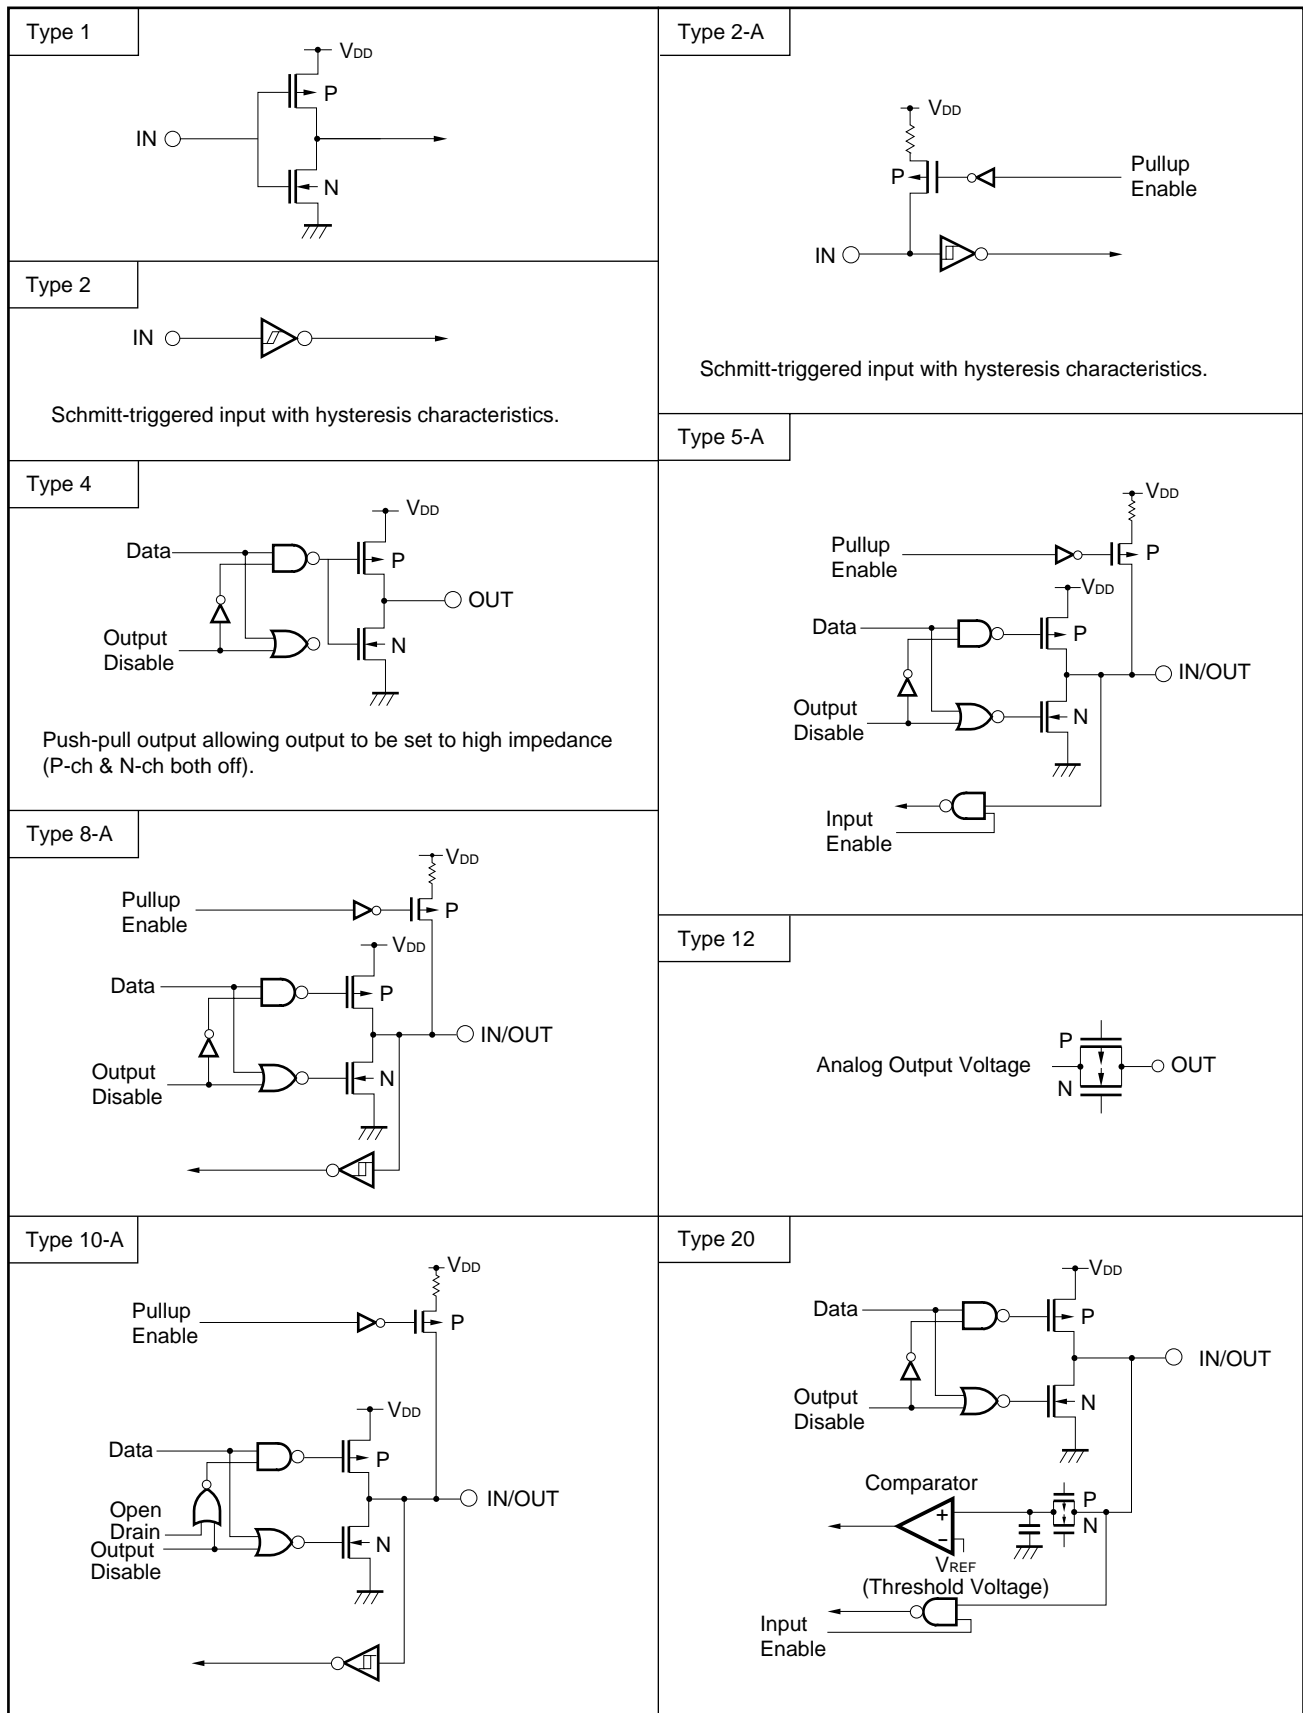 Type 1
VDD
P
IN
N
Type 2
IN
Schmitt-triggered input with hysteresis characteristics.
Type 4
VDD
Data
P
OUT
Output
Disable
N
Push-pull output allowing output to be set to high impedance
(P-ch & N-ch both off).
Type 8-A
VDD
Pullup
Enable
P
VDD
Data
P
IN/OUT
Output
Disable
N
Type 10-A
VDD
Pullup
Enable
P
VDD
Data
P
IN/OUT
Open
Drain
Output
Disable
N
Type 2-A
VDD
P
Pullup
Enable
IN
Schmitt-triggered input with hysteresis characteristics.
Type 5-A
VDD
Pullup
Enable
P
VDD
Data
P
IN/OUT
Output
Disable
N
Input
Enable
Type 12
P
Analog Output Voltage
OUT
N
Type 20
VDD
Data
P
IN/OUT
Output
Disable
N
Comparator
P
N
+
−
VREF
(Threshold Voltage)
Input
Enable